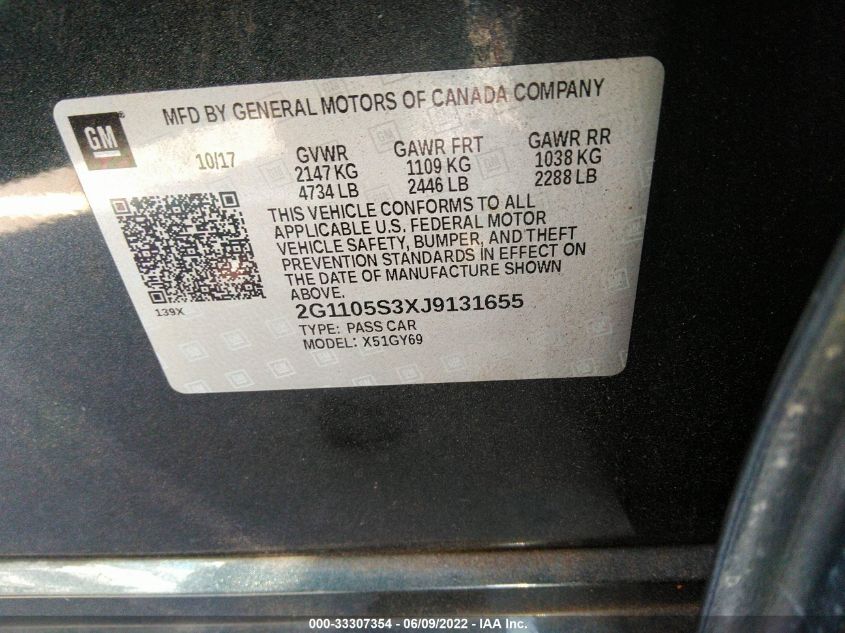 MFD BY GENERAL MOTORS OF CANADA COMPANY
GM
10/17 GVWR GAWR FRT GAWR RR
2147 KG 1109 KG 1038 KG
4734 LB 2446 LB 2288 LB
THIS VEHICLE CONFORMS TO ALL
APPLICABLE U.S. FEDERAL MOTOR
VEHICLE SAFETY, BUMPER, AND THEFT
PREVENTION STANDARDS IN EFFECT ON
THE DATE OF MANUFACTURE SHOWN
ABOVE.
139X
2G1105S3XJ9131655
TYPE: PASS CAR
MODEL: X51GY69
000-33307354 - 06/09/2022 - IAA Inc.